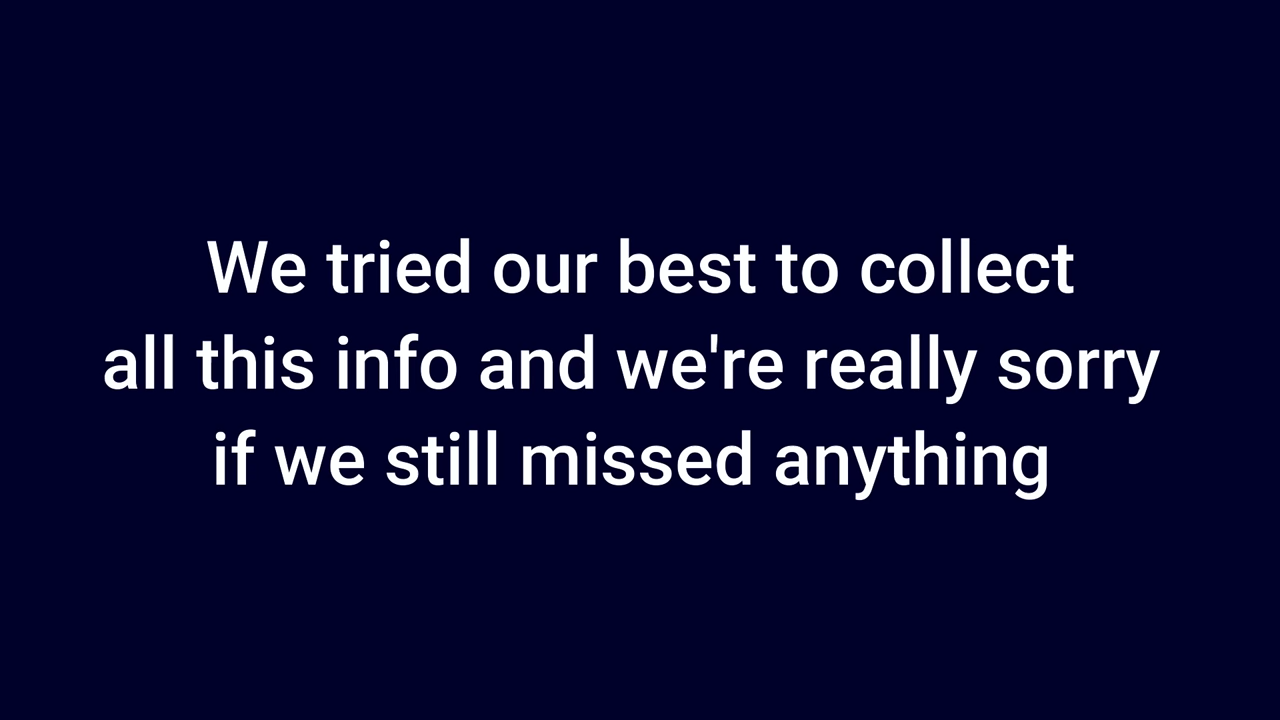 We tried our best to collect
all this info and we're really sorry
if we still missed anything